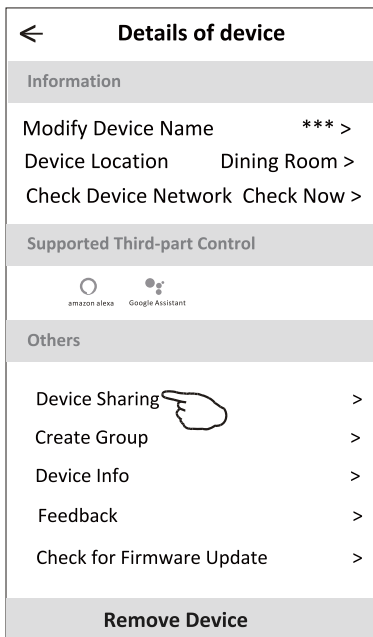 Details of device
Information
Modify Device Name *** >
Device Location Dining Room >
Check Device Network Check Now >
Supported Third-part Control
amazon alexa Google Assistant
Others
Device Sharing >
Create Group >
Device Info >
Feedback >
Check for Firmware Update >
Remove Device